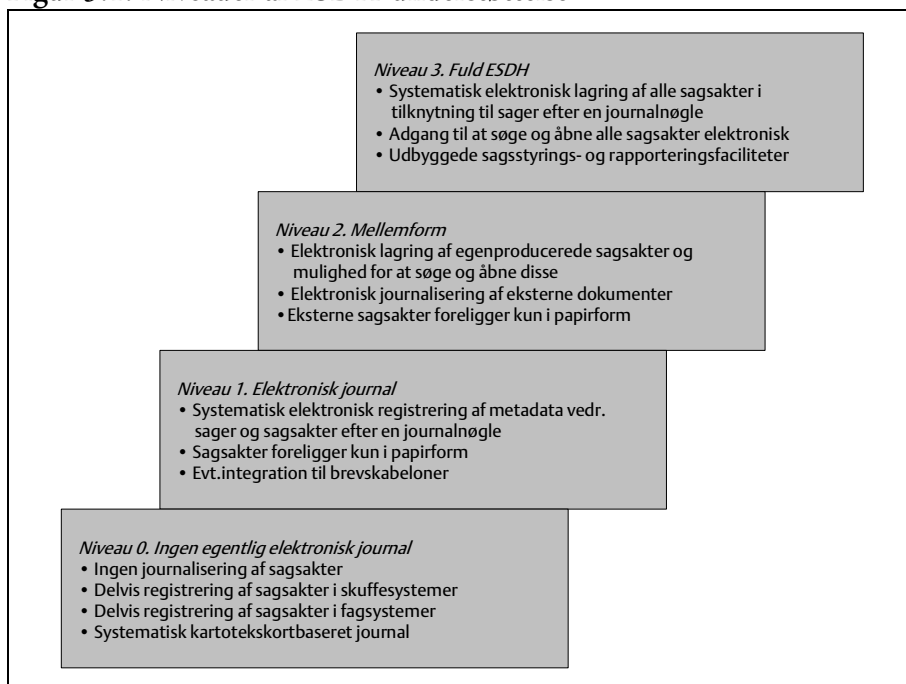 Niveau 3. Fuld ESDH
• Systematisk elektronisk lagring af alle sagsakter i
tilknytning til sager efter en journalnøgle
• Adgang til at søge og åbne alle sagsakter elektronisk
• Udbyggede sagsstyrings- og rapporteringsfaciliteter
Niveau 2. Mellemform
• Elektronisk lagring af egenproducerede sagsakter og
mulighed for at søge og åbne disse
• Elektronisk journalisering af eksterne dokumenter
• Eksterne sagsakter foreligger kun i papirform
Niveau 1. Elektronisk journal
• Systematisk elektronisk registrering af metadata vedr.
sager og sagsakter efter en journalnøgle
• Sagsakter foreligger kun i papirform
• Evt.integration til brevskabeloner
Niveau 0. Ingen egentlig elektronisk journal
• Ingen journalisering af sagsakter
• Delvis registrering af sagsakter i skuffesystemer
• Delvis registrering af sagsakter i fagsystemer
• Systematisk kartotekskortbaseret journal